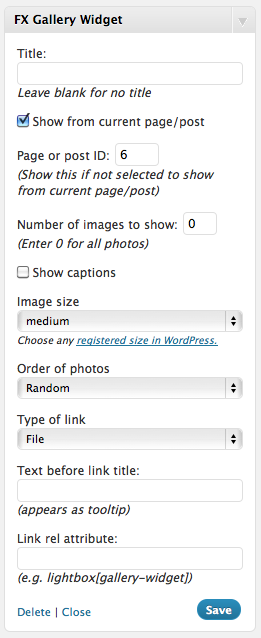 FX Gallery Widget
Title:
Leave blank for no title
Show from current page/post
Page or post ID: 6
(Show this if not selected to show
from current page/post)
Number of images to show: 0
(Enter 0 for all photos)
Show captions
Image size
medium
Choose any registered size in WordPress.
Order of photos
Random
Type of link
File
Text before link title:
(appears as tooltip)
Link rel attribute:
(e.g. lightbox[gallery-widget])
Delete | Close Save